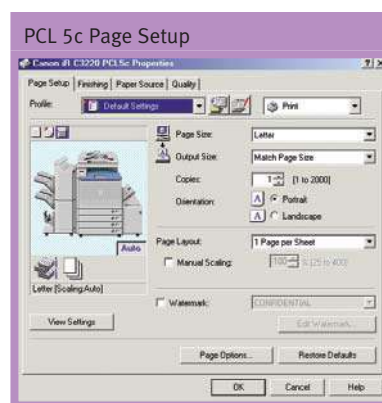 PCL 5c Page Setup
Canon iR C3220 PCL5c Properties
Page Setup Finishing Paper Source Quality
Profile: Default Settings Print
Page Size: Letter
Output Size: Match Page Size
Copies: 1 [1 to 2000]
Orientation: A Portrait
A Landscape
Auto
Page Layout: 1 Page per Sheet
Manual Scaling: 100 % [25 to 400]
Letter [Scaling:Auto]
Watermark: CONFIDENTIAL
View Settings Edit Watermark...
Page Options... Restore Defaults
OK Cancel Help